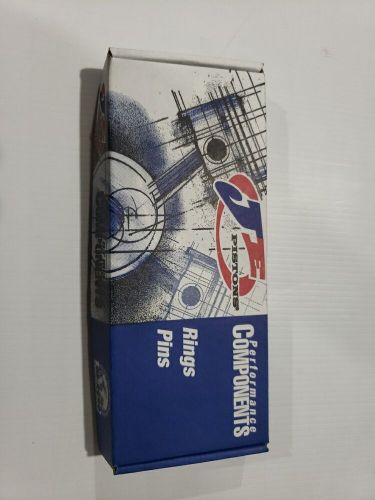 JE
PISTONS
Performance
COMPONENTS
Rings
Pins